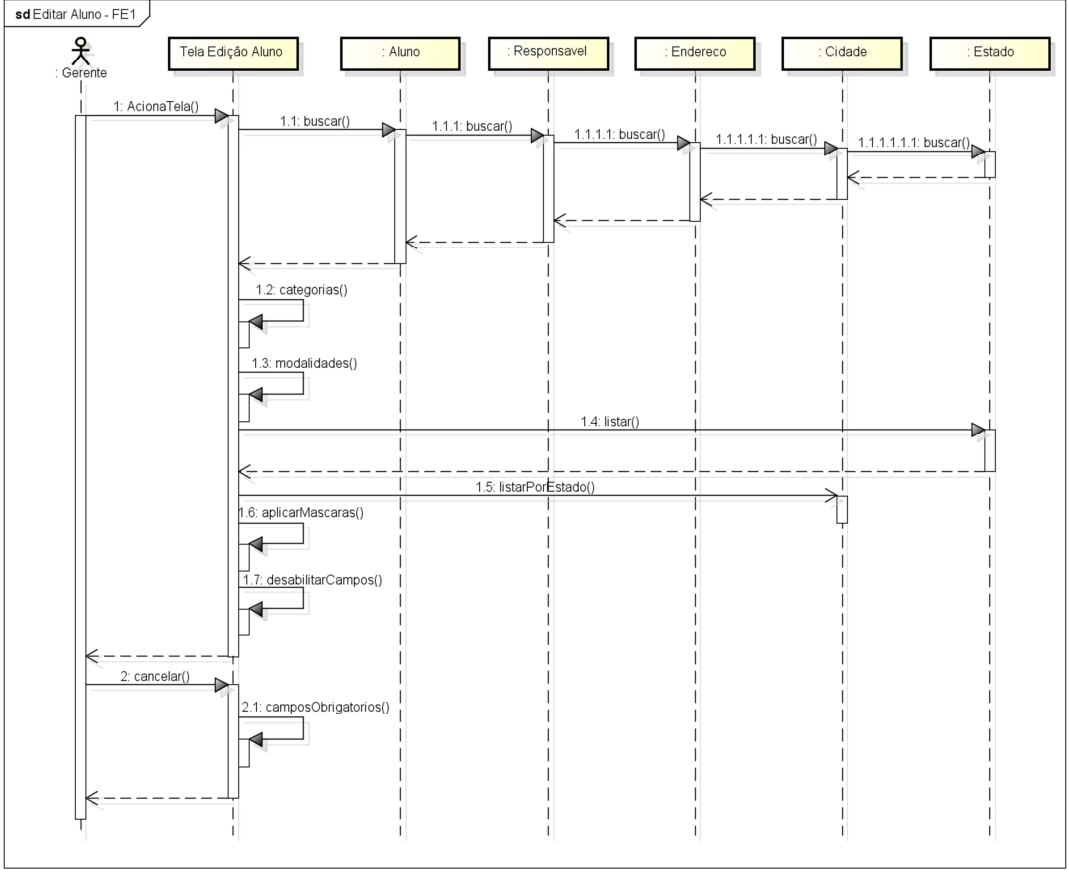 sd Editar Aluno - FE1
: Gerente
Tela Edição Aluno
: Aluno
: Responsavel
: Endereco
: Cidade
: Estado
1: AcionaTela()
1.1: buscar()
1.1.1: buscar()
1.1.1.1: buscar()
1.1.1.1.1: buscar()
1.1.1.1.1.1: buscar()
1.2: categorias()
1.3: modalidades()
1.4: listar()
1.5: listarPorEstado()
1.6: aplicarMascaras()
1.7: desabilitarCampos()
2: cancelar()
2.1: camposObrigatorios()